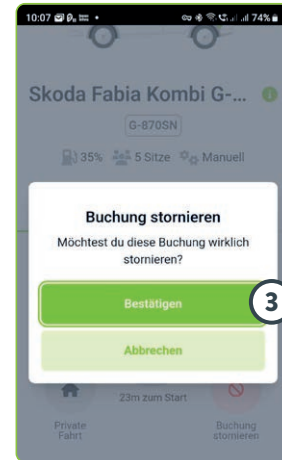 10:07 74%
Skoda Fabia Kombi G-...
G-870SN
35% 5 Sitze Manuell
Buchung stornieren
Möchtest du diese Buchung wirklich
stornieren?
Bestätigen
3
Abbrechen
23m zum Start
Private
Fahrt
Buchung
stornieren